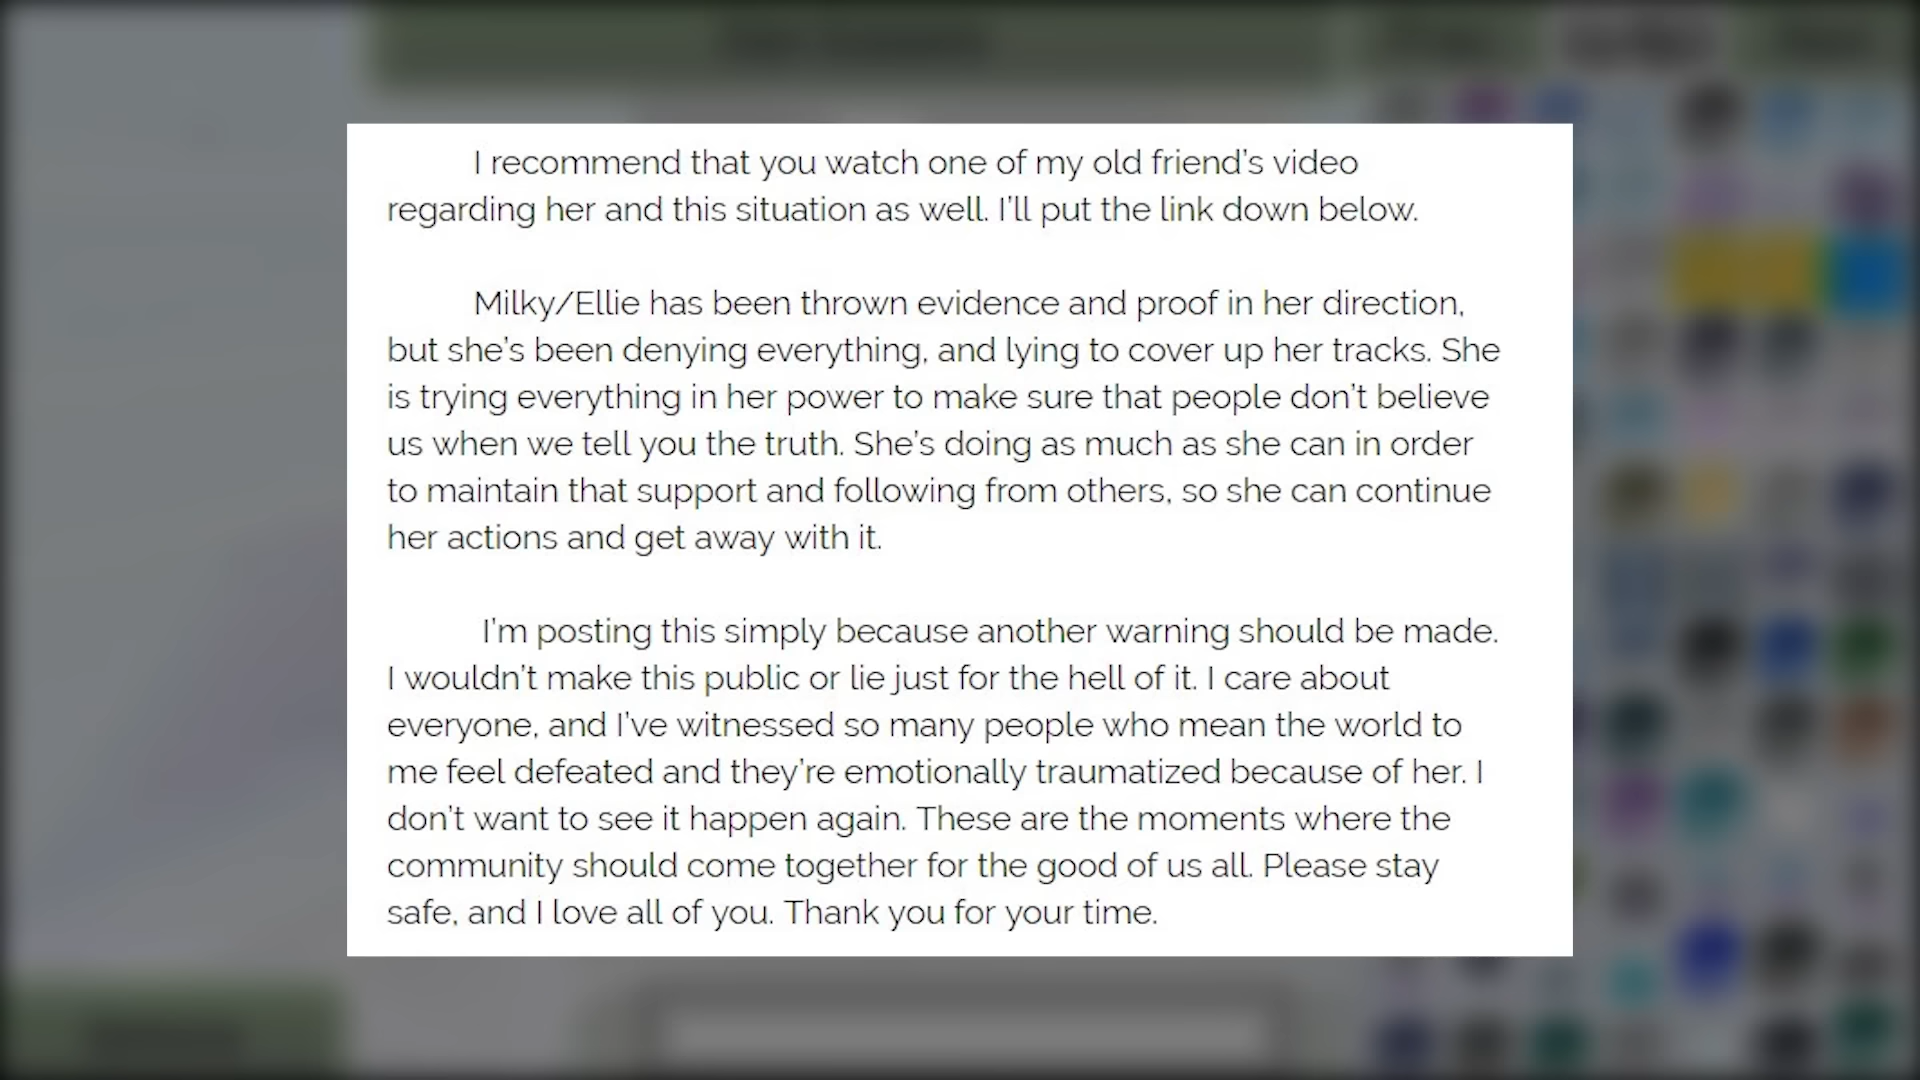 I recommend that you watch one of my old friend's video
regarding her and this situation as well. I'll put the link down below.
Milky/Ellie has been thrown evidence and proof in her direction,
but she's been denying everything, and lying to cover up her tracks. She
is trying everything in her power to make sure that people don't believe
us when we tell you the truth. She's doing as much as she can in order
to maintain that support and following from others, so she can continue
her actions and get away with it.
I'm posting this simply because another warning should be made.
I wouldn't make this public or lie just for the hell of it. I care about
everyone, and I've witnessed so many people who mean the world to
me feel defeated and they're emotionally traumatized because of her. I
don't want to see it happen again. These are the moments where the
community should come together for the good of us all. Please stay
safe, and I love all of you. Thank you for your time.